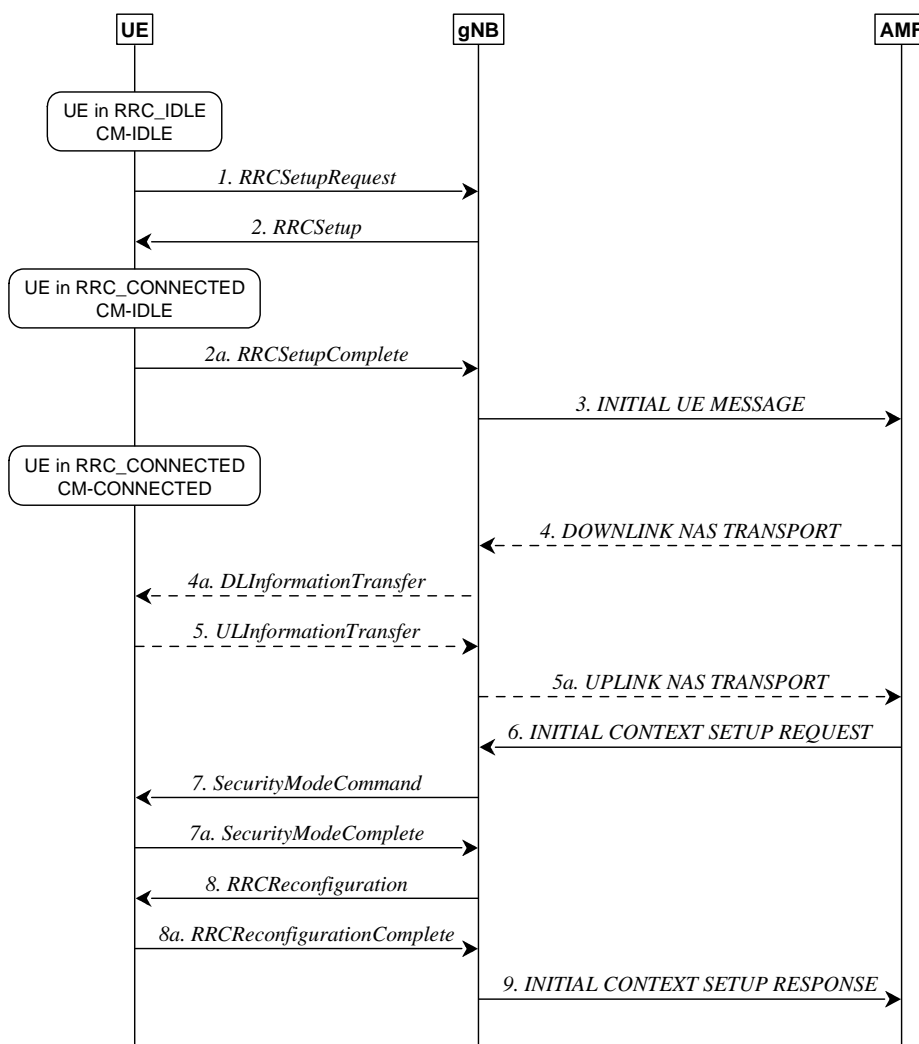 UE
gNB
AMF
UE in RRC_IDLE
CM-IDLE
1. RRCSetupRequest
2. RRCSetup
UE in RRC_CONNECTED
CM-IDLE
2a. RRCSetupComplete
3. INITIAL UE MESSAGE
UE in RRC_CONNECTED
CM-CONNECTED
4. DOWNLINK NAS TRANSPORT
4a. DLInformationTransfer
5. ULInformationTransfer
5a. UPLINK NAS TRANSPORT
6. INITIAL CONTEXT SETUP REQUEST
7. SecurityModeCommand
7a. SecurityModeComplete
8. RRCReconfiguration
8a. RRCReconfigurationComplete
9. INITIAL CONTEXT SETUP RESPONSE